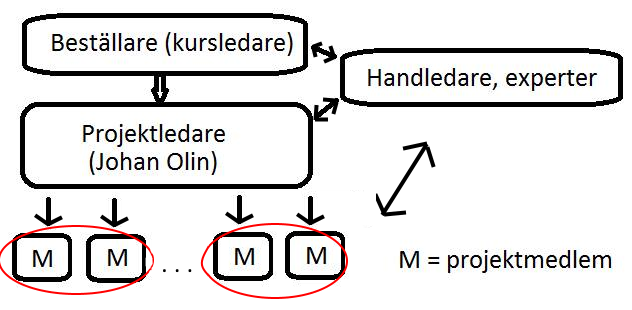 Beställare (kursledare)
Handledare, experter
Projektledare
(Johan Olin)
M M . . . M M
M = projektmedlem